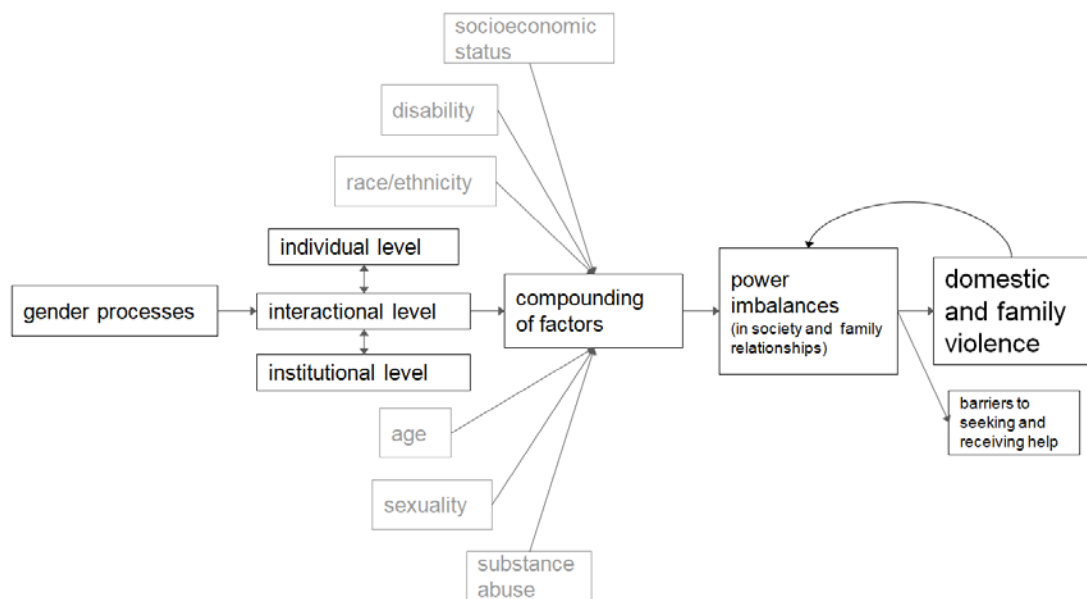 socioeconomic
status
disability
race/ethnicity
individual level
gender processes
interactional level
institutional level
compounding
of factors
power
imbalances
(in society and family
relationships)
domestic
and family
violence
barriers to
seeking and
receiving help
age
sexuality
substance
abuse